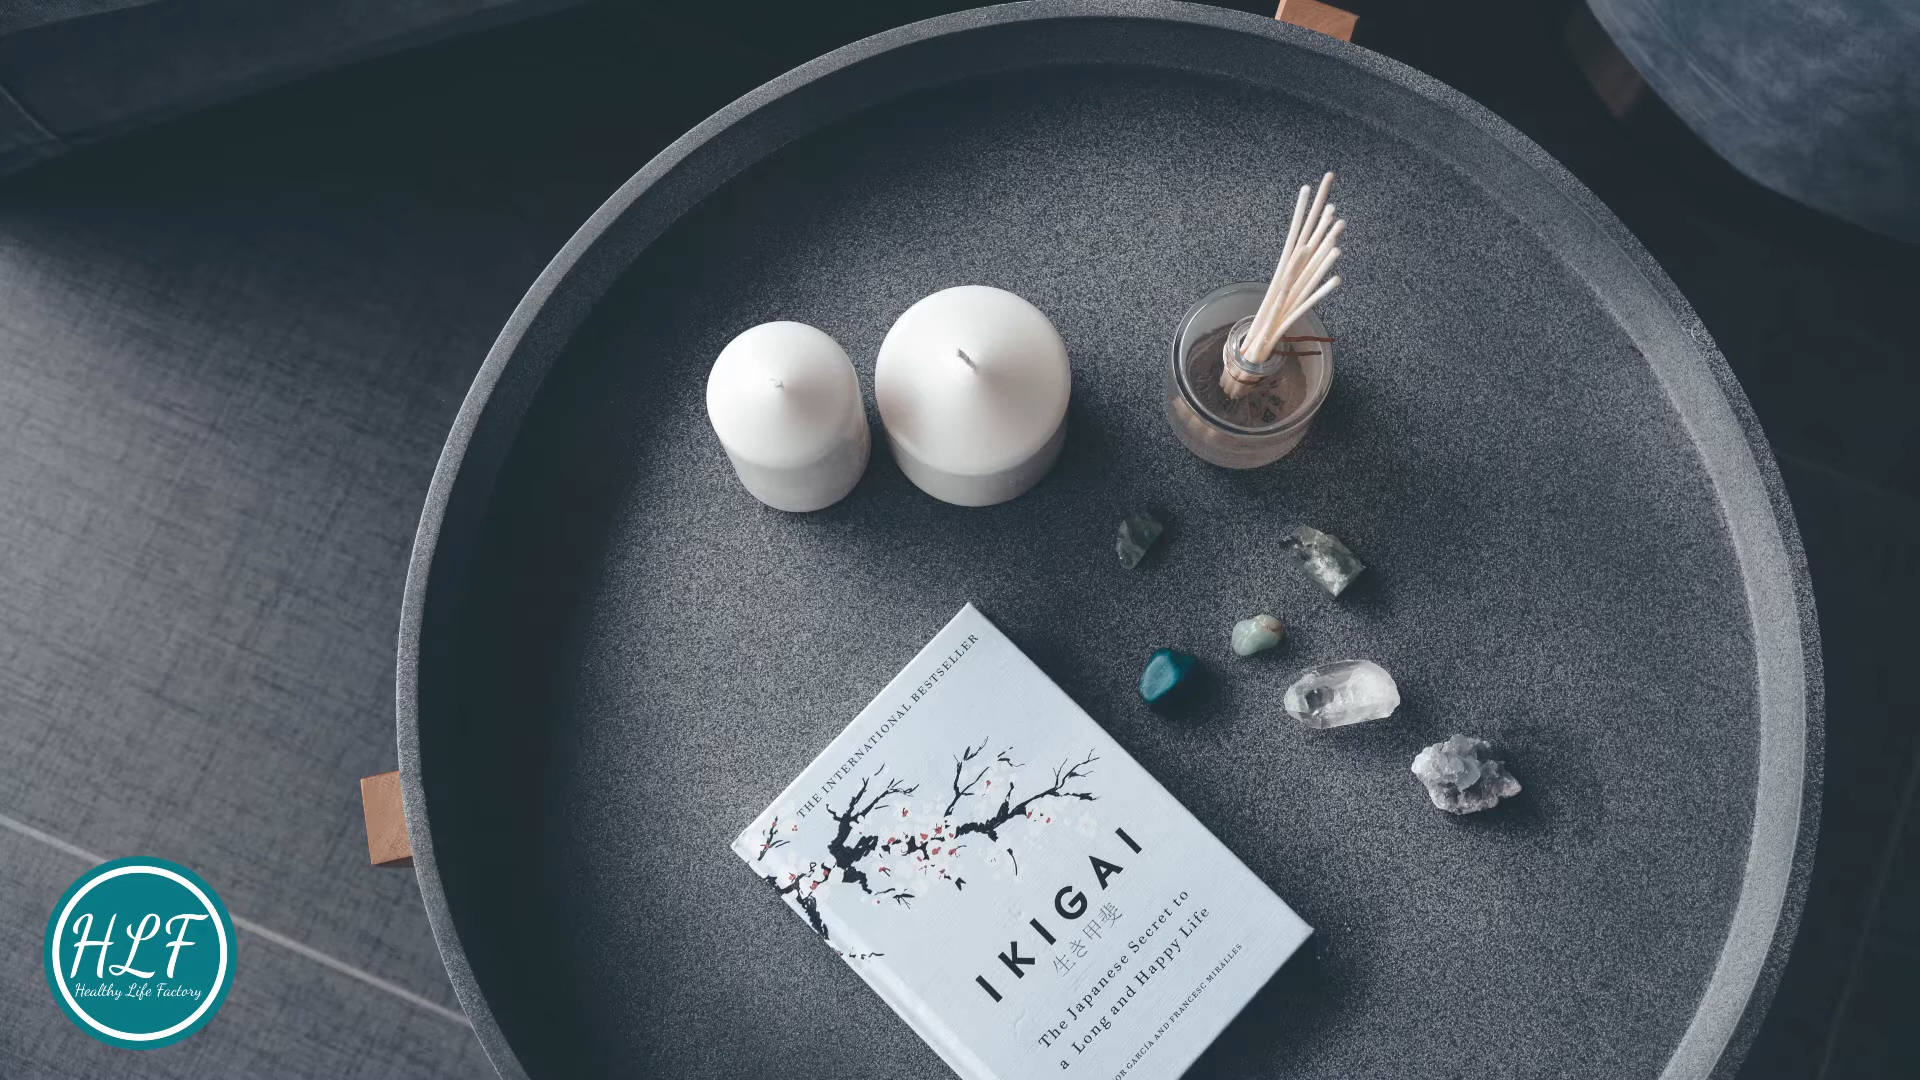 THE INTERNATIONAL BESTSELLER
IKIGAI
生き甲斐
The Japanese Secret to
a Long and Happy Life
GARCÍA AND FRANCESC MIRALLES
HLF
Healthy Life Factory